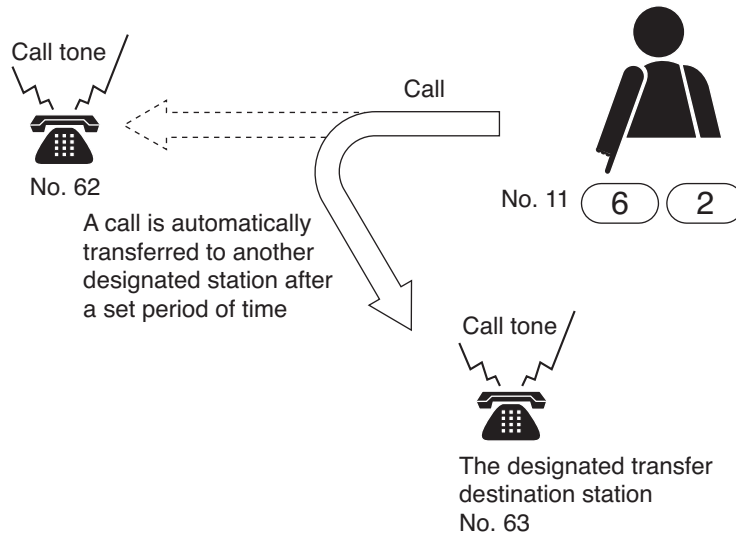 Call tone
Call
No. 62
No. 11
6
2
A call is automatically
transferred to another
designated station after
a set period of time
Call tone
The designated transfer
destination station
No. 63